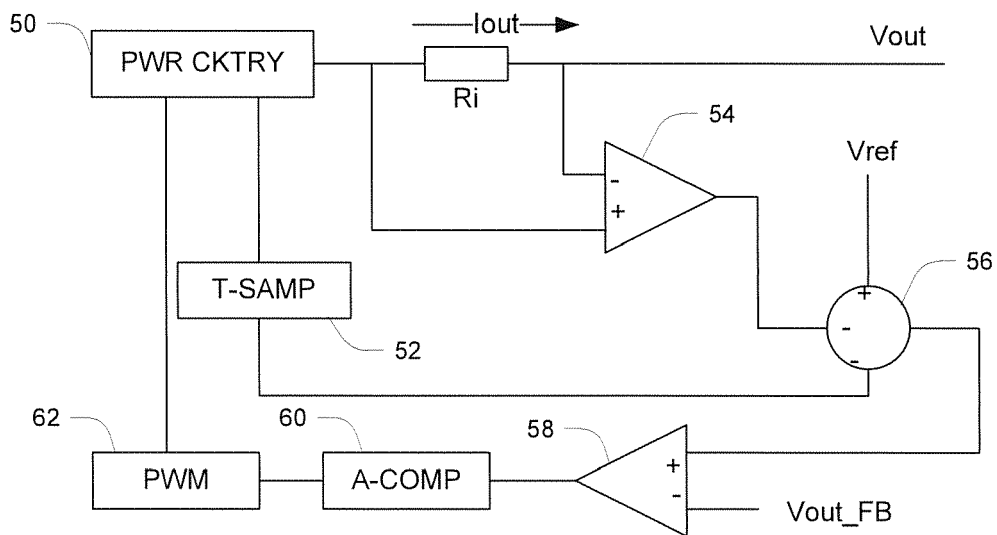 50
PWR CKTRY
Iout
Ri
Vout
54
Vref
T-SAMP
52
+
-
-
56
-
+
62
PWM
60
A-COMP
58
+
-
Vout_FB